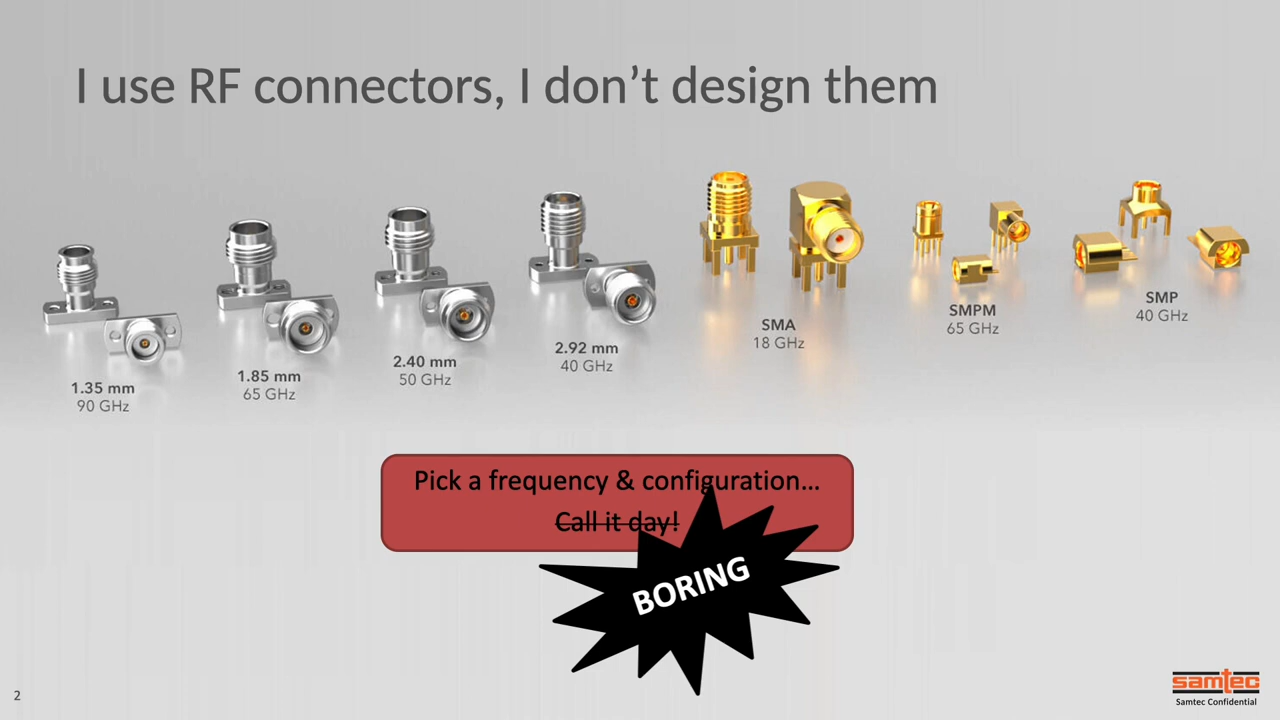 I use RF connectors, I don’t design them
1.35 mm
90 GHz
1.85 mm
65 GHz
2.40 mm
50 GHz
2.92 mm
40 GHz
SMA
18 GHz
SMPM
65 GHz
SMP
40 GHz
Pick a frequency & configuration…
Call it day!
BORING
2
samtec
Samtec Confidential